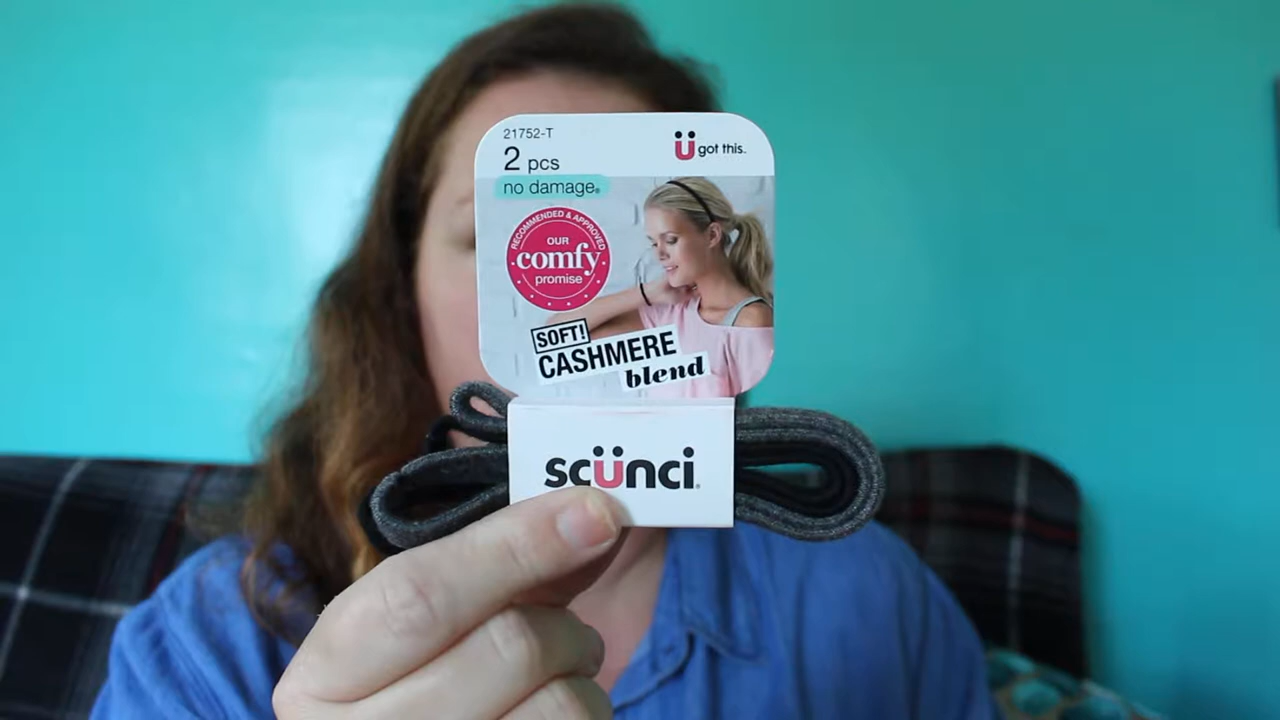 21752-T
2 pcs
Ü got this.
no damage®
RECOMMENDED & APPROVED
OUR
comfy
promise
SOFT!
CASHMERE
blend
scünci®